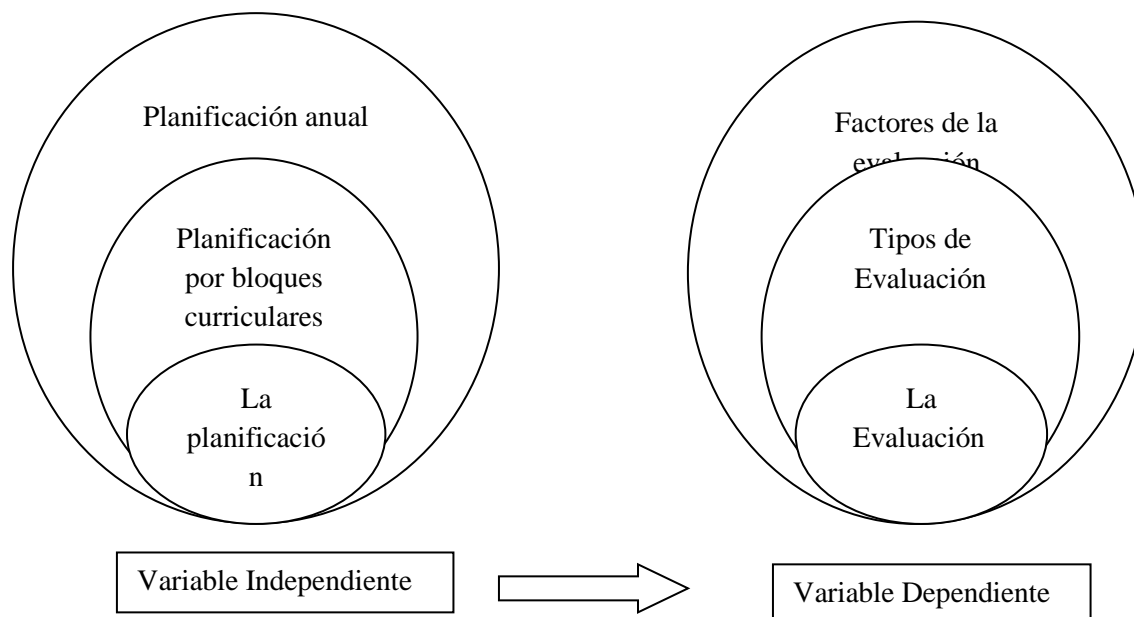 Planificación anual
Planificación
por bloques
curriculares
La
planificació
n
Variable Independiente
Factores de la
evaluación
Tipos de
Evaluación
La
Evaluación
Variable Dependiente